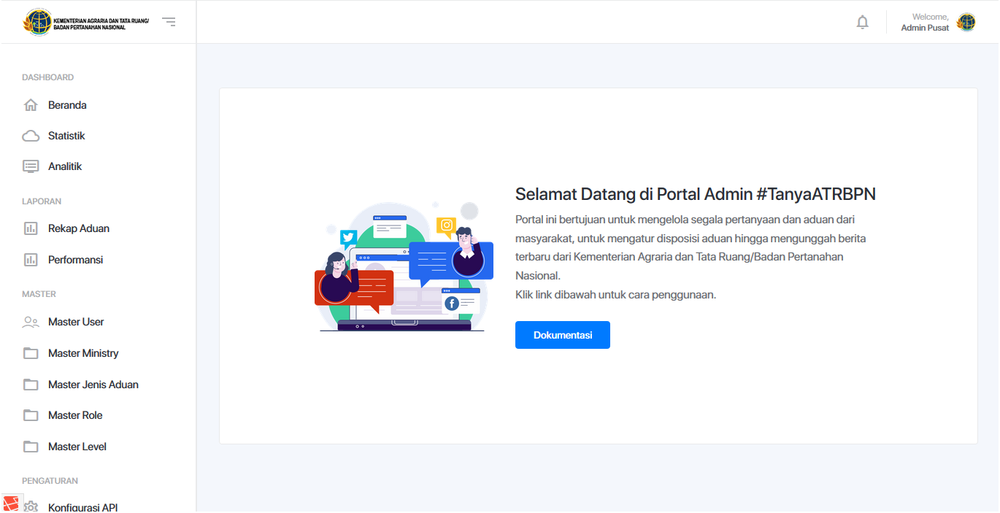 KEMENTERIAN AGRARIA DAN TATA RUANG/
BADAN PERTANAHAN NASIONAL
Welcome,
Admin Pusat
DASHBOARD
Beranda
Statistik
Analitik
LAPORAN
Rekap Aduan
Performansi
MASTER
Master User
Master Ministry
Master Jenis Aduan
Master Role
Master Level
PENGATURAN
Konfigurasi API
Selamat Datang di Portal Admin #TanyaATRBPN
Portal ini bertujuan untuk mengelola segala pertanyaan dan aduan dari
masyarakat, untuk mengatur disposisi aduan hingga mengunggah berita
terbaru dari Kementerian Agraria dan Tata Ruang/Badan Pertanahan
Nasional.
Klik link dibawah untuk cara penggunaan.
Dokumentasi